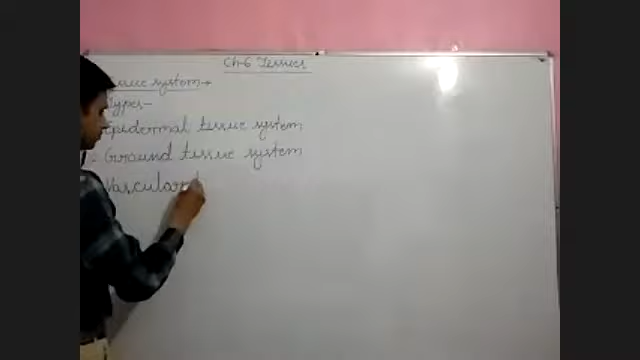 Ch-6 Tissues
Tissue system→
Types-
Epidermal tissue system
Ground tissue system
Vascular